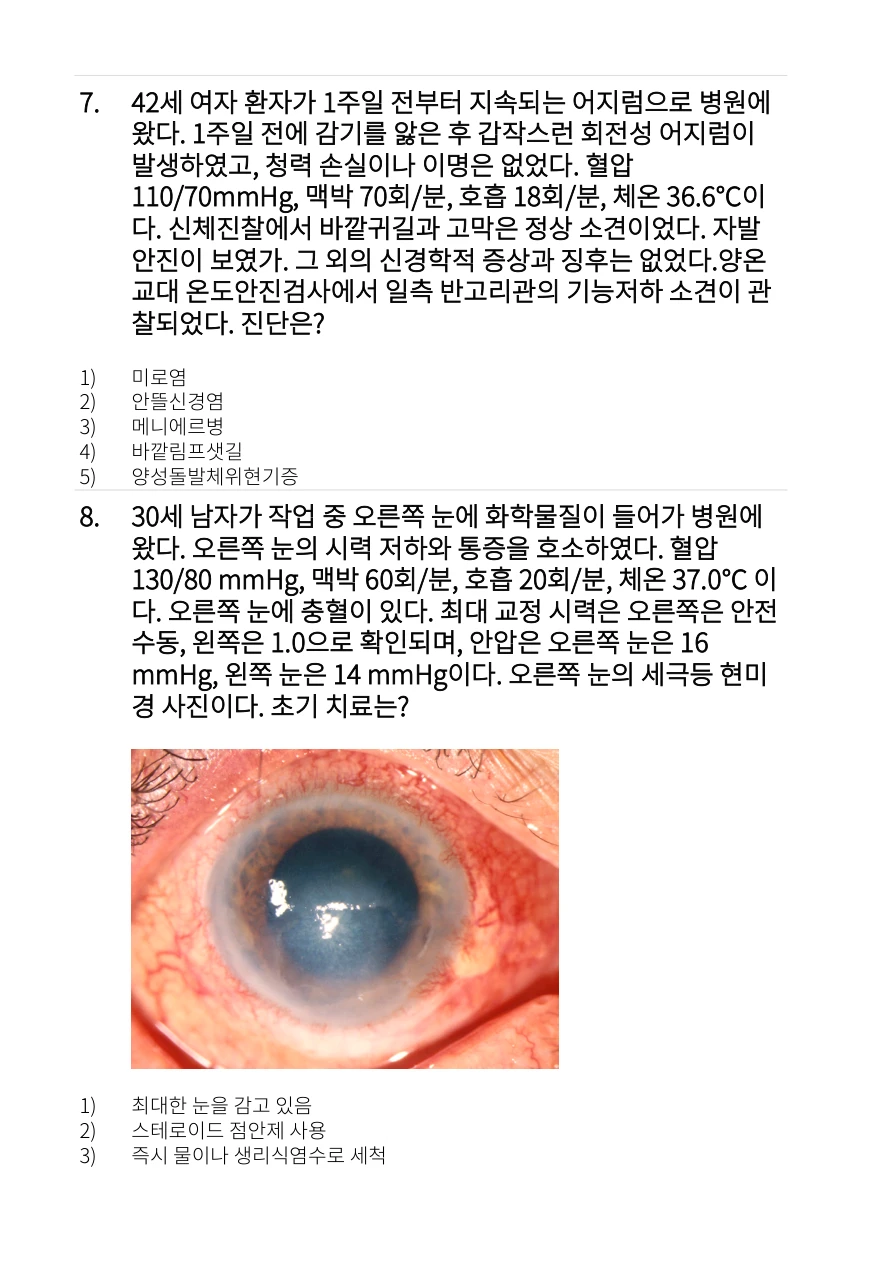 7. 42세 여자 환자가 1주일 전부터 지속되는 어지럼으로 병원에
왔다. 1주일 전에 감기를 앓은 후 갑작스런 회전성 어지럼이
발생하였고, 청력 손실이나 이명은 없었다. 혈압
110/70mmHg, 맥박 70회/분, 호흡 18회/분, 체온 36.6°C이
다. 신체진찰에서 바깥귀길과 고막은 정상 소견이었다. 자발
안진이 보였가. 그 외의 신경학적 증상과 징후는 없었다.양온
교대 온도안진검사에서 일측 반고리관의 기능저하 소견이 관
찰되었다. 진단은?
1) 미로염
2) 안뜰신경염
3) 메니에르병
4) 바깥림프샛길
5) 양성돌발체위현기증
8. 30세 남자가 작업 중 오른쪽 눈에 화학물질이 들어가 병원에
왔다. 오른쪽 눈의 시력 저하와 통증을 호소하였다. 혈압
130/80 mmHg, 맥박 60회/분, 호흡 20회/분, 체온 37.0°C 이
다. 오른쪽 눈에 충혈이 있다. 최대 교정 시력은 오른쪽은 안전
수동, 왼쪽은 1.0으로 확인되며, 안압은 오른쪽 눈은 16
mmHg, 왼쪽 눈은 14 mmHg이다. 오른쪽 눈의 세극등 현미
경 사진이다. 초기 치료는?
1) 최대한 눈을 감고 있음
2) 스테로이드 점안제 사용
3) 즉시 물이나 생리식염수로 세척